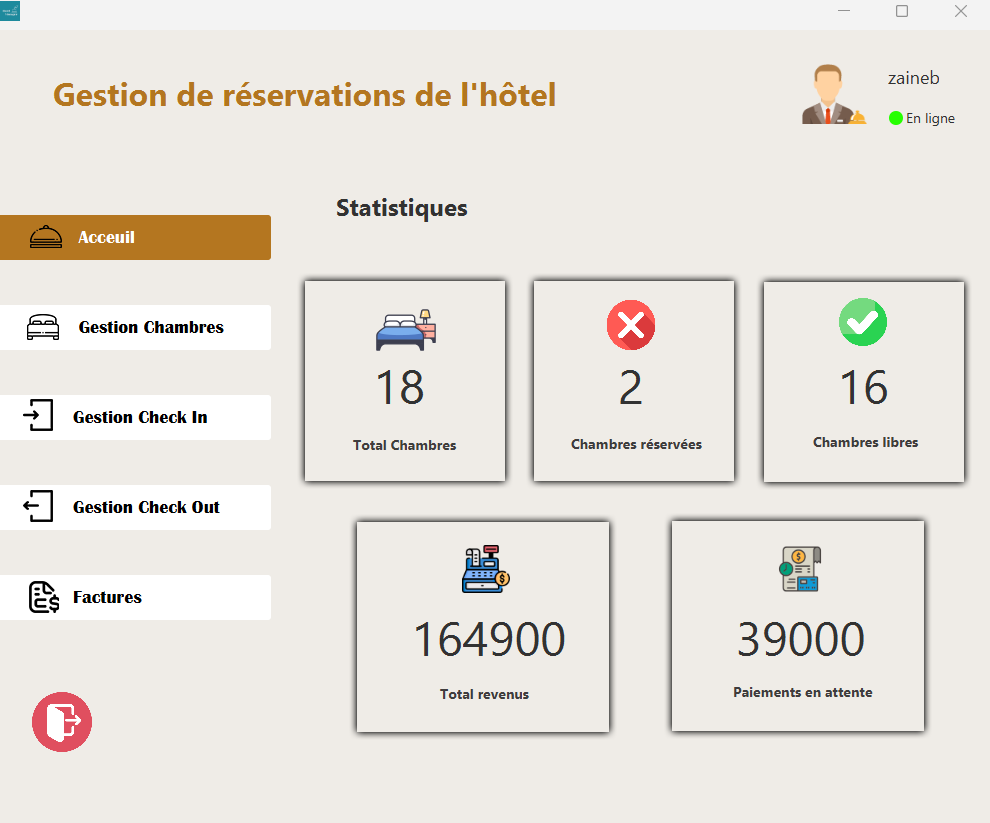 Gestion de réservations de l'hôtel
zaineb
En ligne
Statistiques
Acceuil
Gestion Chambres
Gestion Check In
Gestion Check Out
Factures
18
Total Chambres
2
Chambres réservées
16
Chambres libres
164900
Total revenus
39000
Paiements en attente